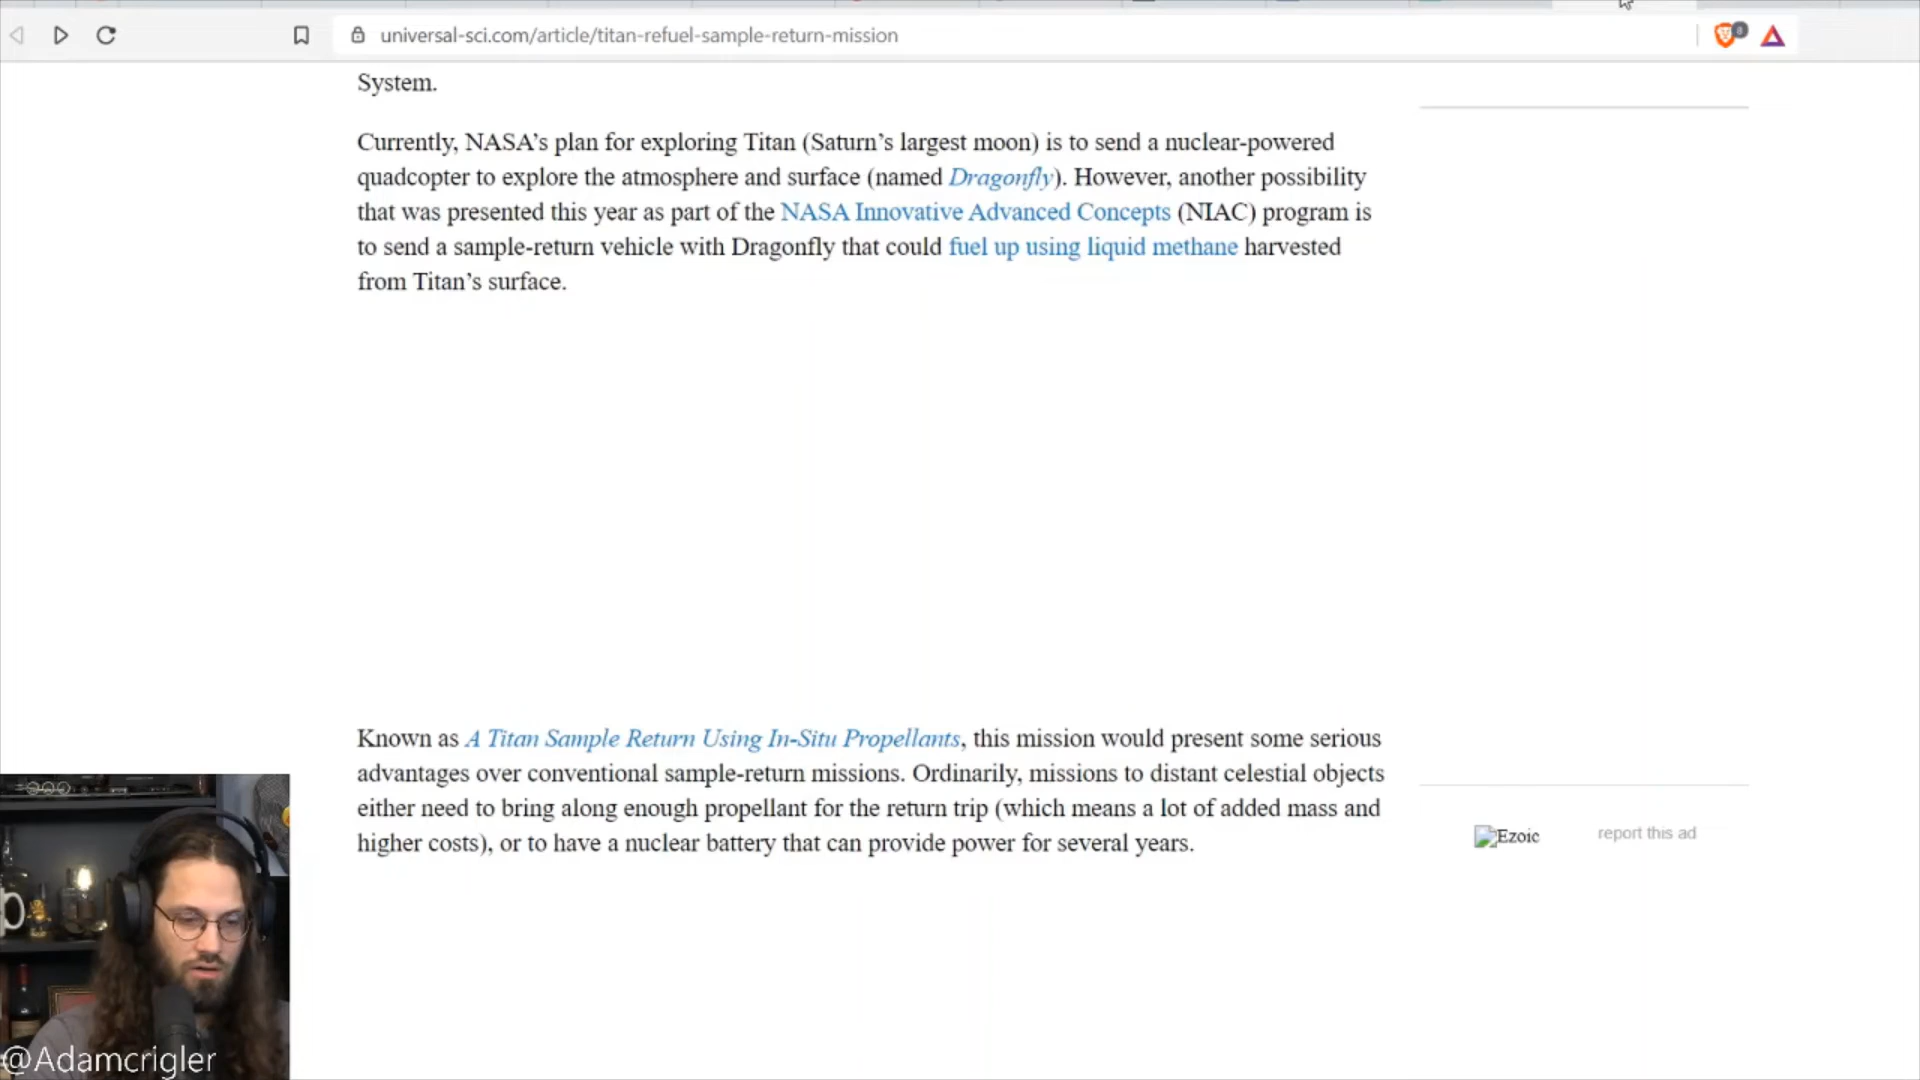 universal-sci.com/article/titan-refuel-sample-return-mission
System.
Currently, NASA’s plan for exploring Titan (Saturn’s largest moon) is to send a nuclear-powered
quadcopter to explore the atmosphere and surface (named Dragonfly). However, another possibility
that was presented this year as part of the NASA Innovative Advanced Concepts (NIAC) program is
to send a sample-return vehicle with Dragonfly that could fuel up using liquid methane harvested
from Titan’s surface.
Known as A Titan Sample Return Using In-Situ Propellants, this mission would present some serious
advantages over conventional sample-return missions. Ordinarily, missions to distant celestial objects
either need to bring along enough propellant for the return trip (which means a lot of added mass and
higher costs), or to have a nuclear battery that can provide power for several years.
Ezoic
report this ad
@Adamcrigler